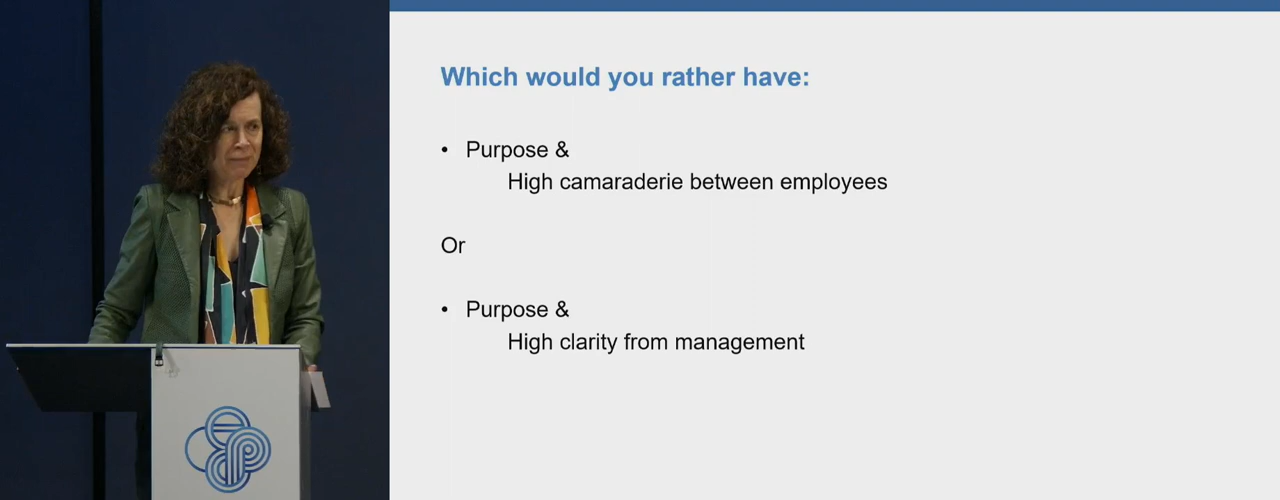 Which would you rather have:
• Purpose &
High camaraderie between employees
Or
• Purpose &
High clarity from management